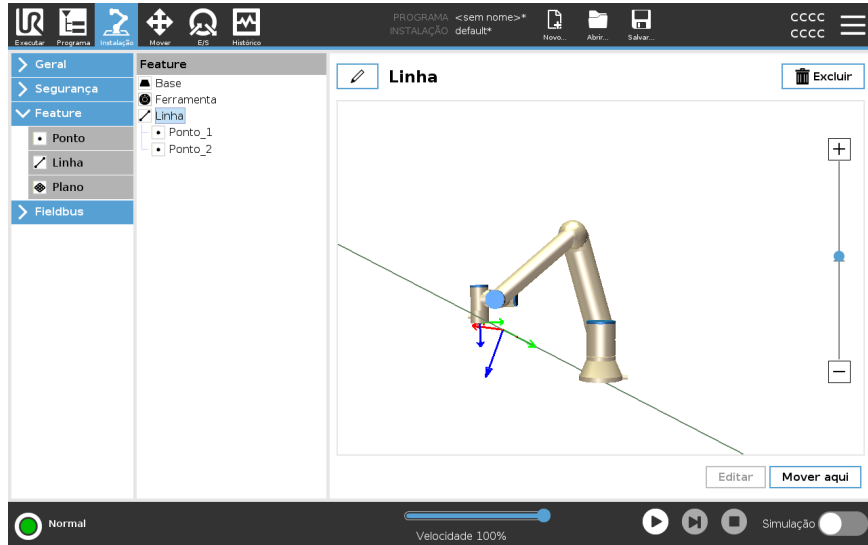 PROGRAMA <sem nome>*
INSTALAÇÃO default*
CCCC
CCCC
Executar Programa Instalação Mover E/S Histórico Novo... Abrir... Salvar...
Geral
Segurança
Feature
Ponto
Linha
Plano
Fieldbus
Feature
Base
Ferramenta
Linha
Ponto_1
Ponto_2
Linha
Excluir
+
−
Editar Mover aqui
Normal
Velocidade 100%
Simulação